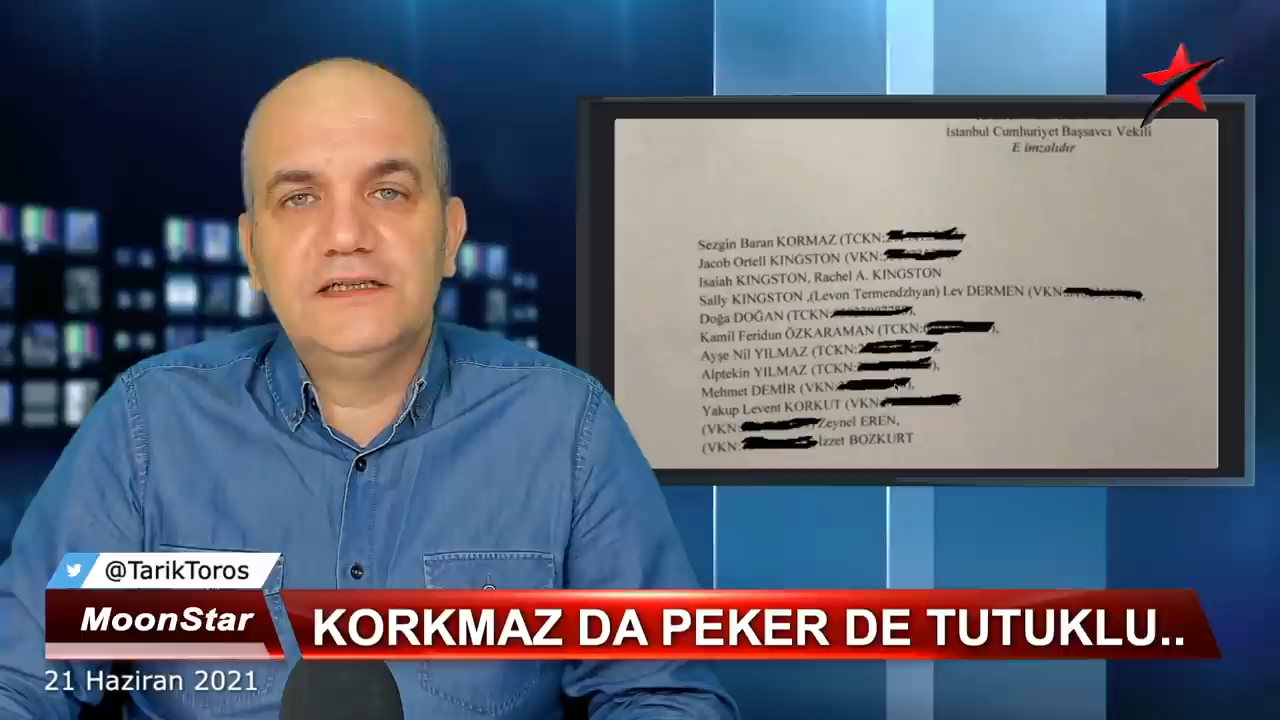 İstanbul Cumhuriyet Başsavcı Vekili
E imzalıdır
Sezgin Baran KORMAZ (TCKN:
Jacob Ortell KINGSTON (VKN:
Isaiah KINGSTON, Rachel A. KINGSTON
Sally KINGSTON ,(Levon Termendzhyan) Lev DERMEN (VKN:
Doğa DOĞAN (TCKN: ),
Kamil Feridun ÖZKARAMAN (TCKN: ),
Ayşe Nil YILMAZ (TCKN: ),
Alptekin YILMAZ (TCKN: ),
Mehmet DEMİR (VKN: ),
Yakup Levent KORKUT (VKN:
(VKN: Zeynel EREN,
(VKN: İzzet BOZKURT
@TarikToros
MoonStar
KORKMAZ DA PEKER DE TUTUKLU..
21 Haziran 2021